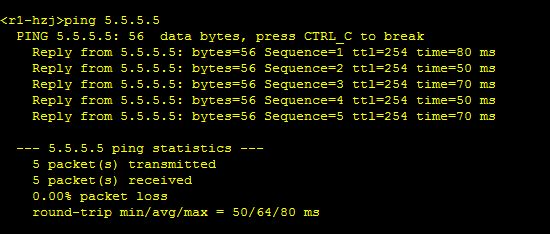 <r1-hzj>ping 5.5.5.5
PING 5.5.5.5: 56  data bytes, press CTRL_C to break
Reply from 5.5.5.5: bytes=56 Sequence=1 ttl=254 time=80 ms
Reply from 5.5.5.5: bytes=56 Sequence=2 ttl=254 time=50 ms
Reply from 5.5.5.5: bytes=56 Sequence=3 ttl=254 time=70 ms
Reply from 5.5.5.5: bytes=56 Sequence=4 ttl=254 time=50 ms
Reply from 5.5.5.5: bytes=56 Sequence=5 ttl=254 time=70 ms
--- 5.5.5.5 ping statistics ---
5 packet(s) transmitted
5 packet(s) received
0.00% packet loss
round-trip min/avg/max = 50/64/80 ms